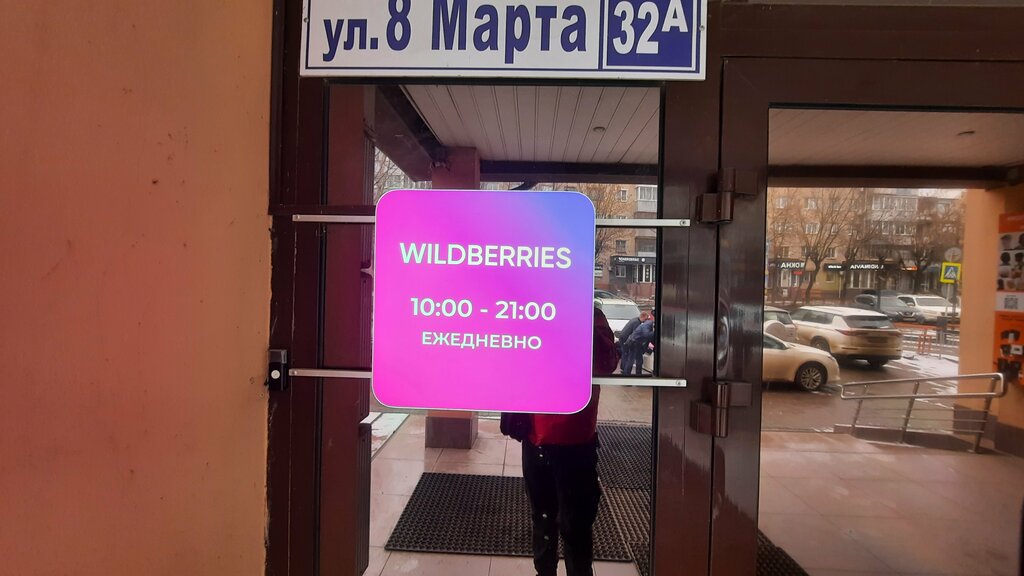 ул. 8 Марта 32А
WILDBERRIES
10:00 - 21:00
ЕЖЕДНЕВНО